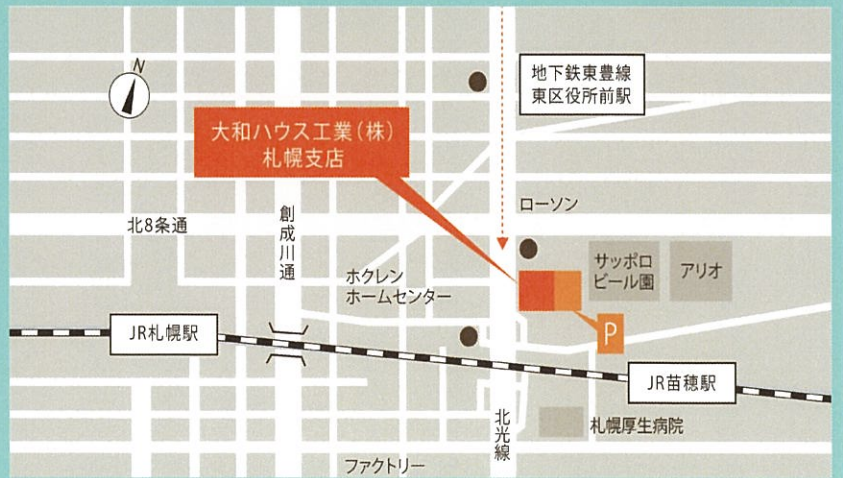 N
地下鉄東豊線
東区役所前駅
大和ハウス工業(株)
札幌支店
ローソン
北8条通
創成川通
ホクレン
ホームセンター
サッポロ
ビール園
アリオ
P
JR札幌駅
JR苗穂駅
北光線
札幌厚生病院
ファクトリー